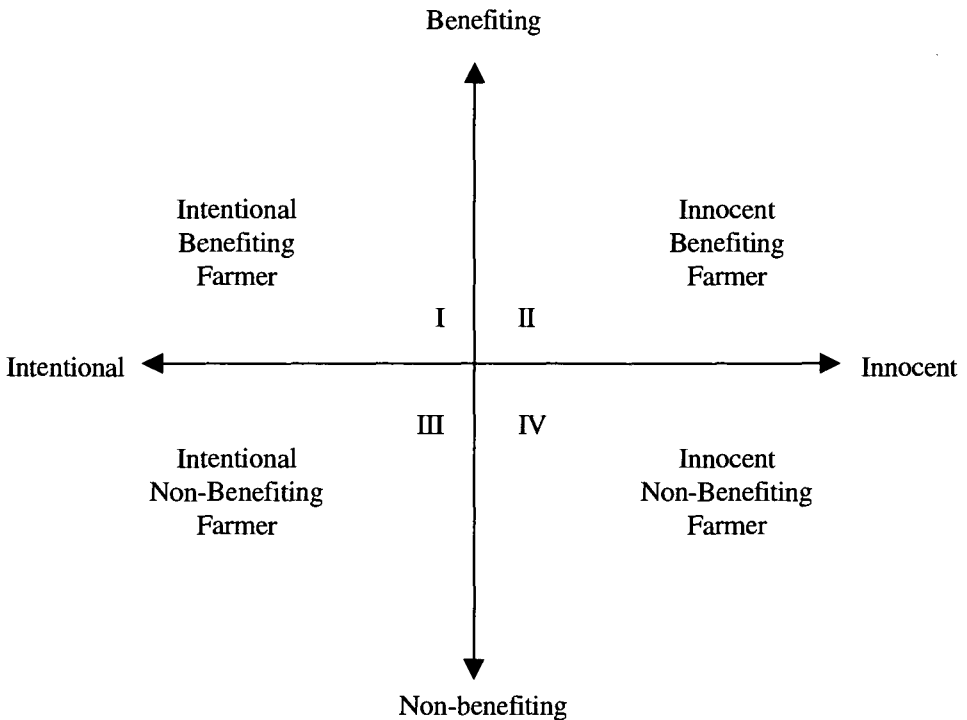 Benefiting
Intentional
Benefiting
Farmer
Innocent
Benefiting
Farmer
I
II
Intentional
Innocent
III
IV
Intentional
Non-Benefiting
Farmer
Innocent
Non-Benefiting
Farmer
Non-benefiting